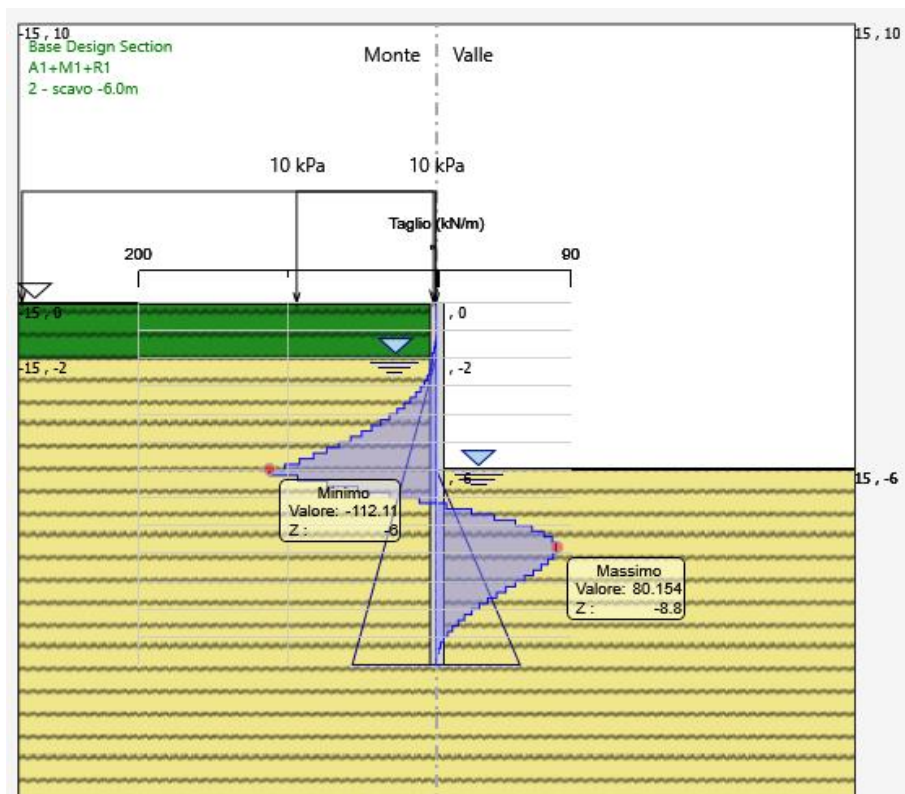 -15 , 10
15 , 10
Base Design Section
A1+M1+R1
2 - scavo -6.0m
Monte
Valle
10 kPa
10 kPa
Taglio (kN/m)
200
90
-15 , 0
, 0
-15 , -2
, -2
, -6
15 , -6
Minimo
Valore: -112.11
Z : -6
Massimo
Valore: 80.154
Z : -8.8